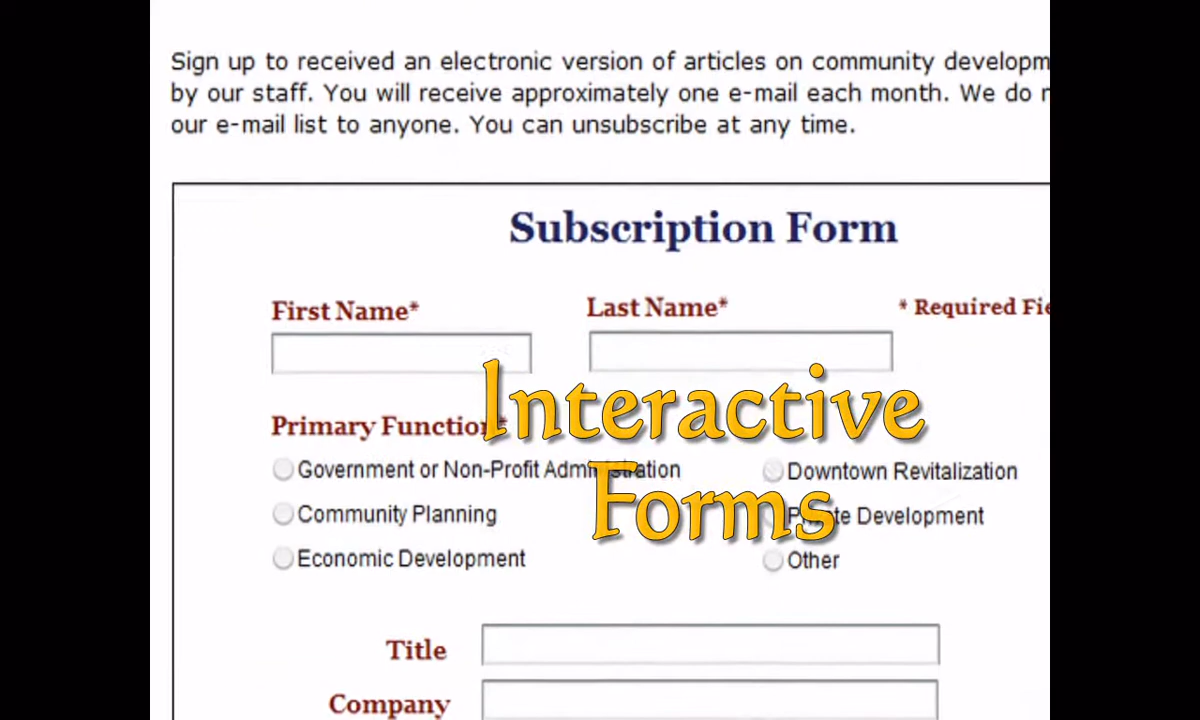 Sign up to received an electronic version of articles on community developm
by our staff. You will receive approximately one e-mail each month. We do
our e-mail list to anyone. You can unsubscribe at any time.
Subscription Form
First Name* Last Name* * Required Fie
Interactive
Forms
Primary Function*
Government or Non-Profit Administration Downtown Revitalization
Community Planning Private Development
Economic Development Other
Title
Company